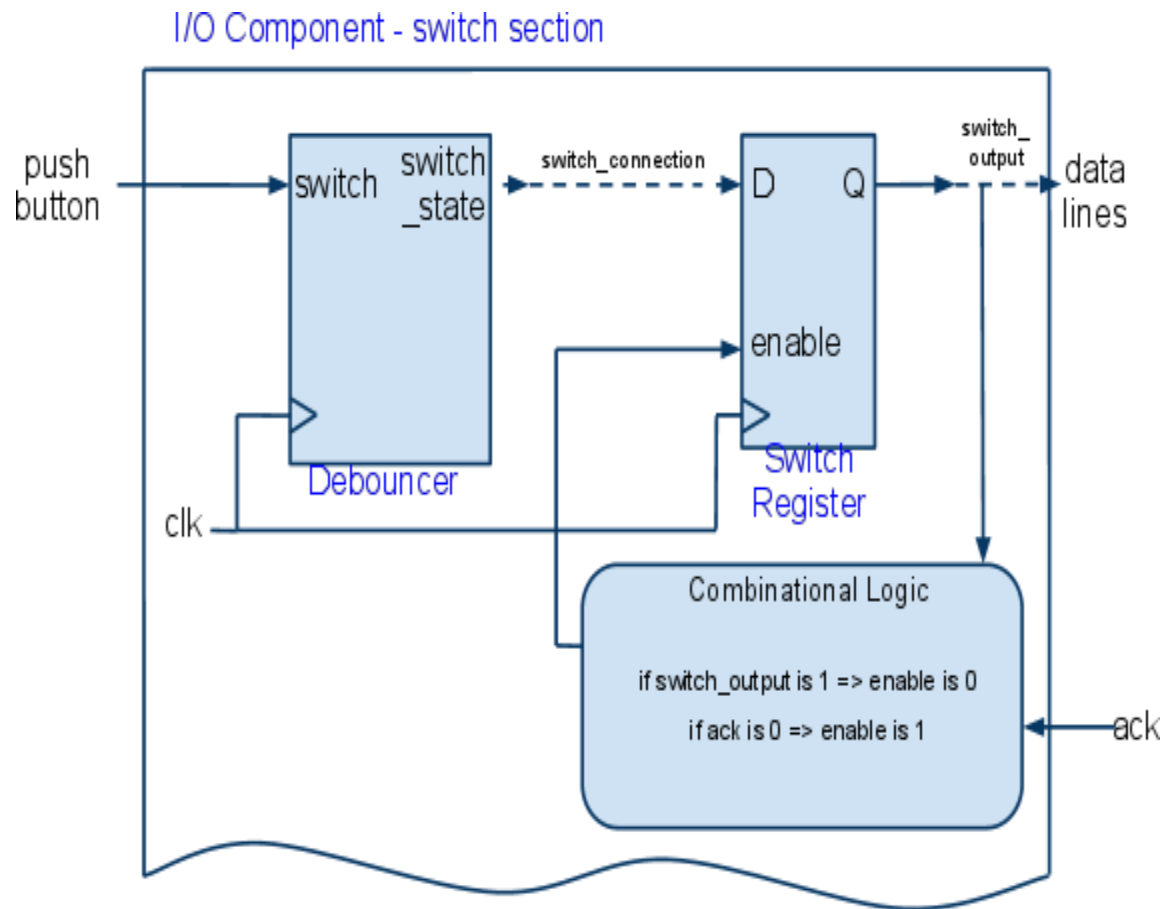 I/O Component - switch section
push
button
switch
switch
_state
switch_connection
D
Q
switch_
output
data
lines
enable
Debouncer
Switch
Register
clk
Combinational Logic
if switch_output is 1 => enable is 0
if ack is 0 => enable is 1
ack